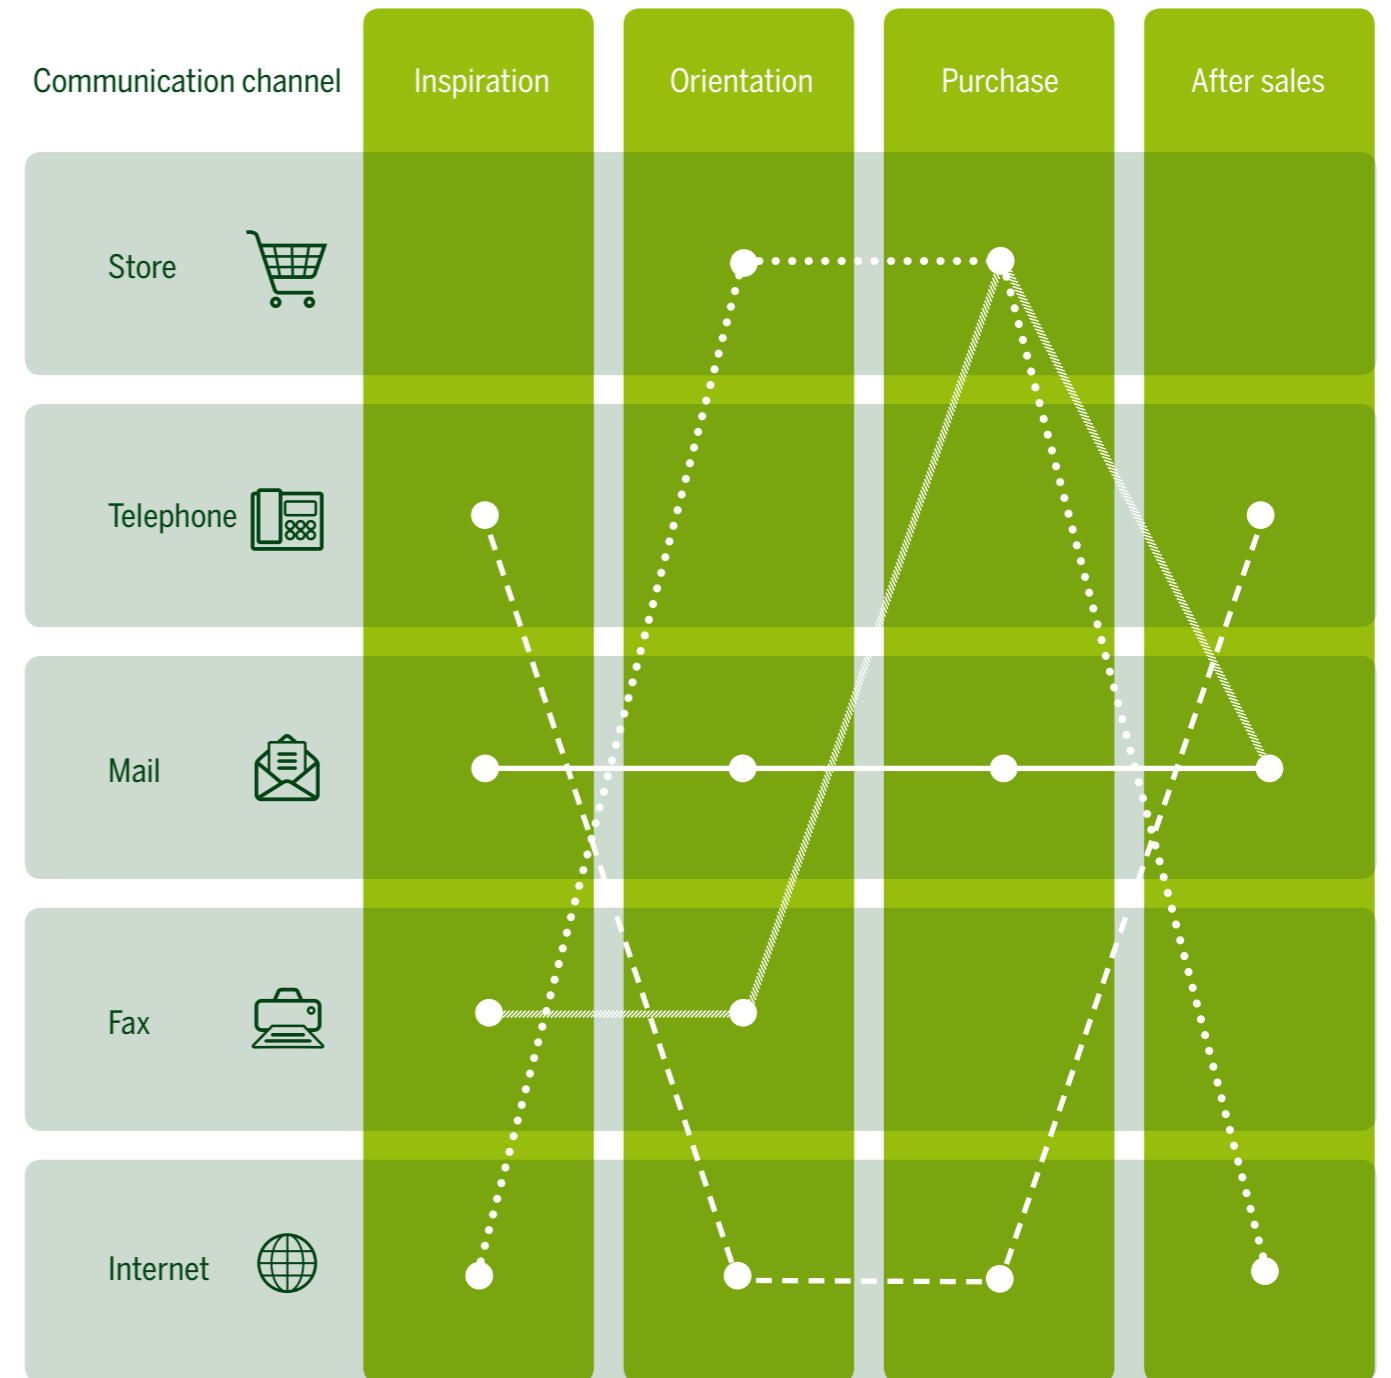 Communication channel
Inspiration
Orientation
Purchase
After sales
Store
Telephone
Mail
Fax
Internet